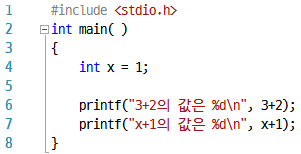 1 #include <stdio.h>
2 int main( )
3 {
4 int x = 1;
5
6 printf("3+2의 값은 %d\n", 3+2);
7 printf("x+1의 값은 %d\n", x+1);
8 }